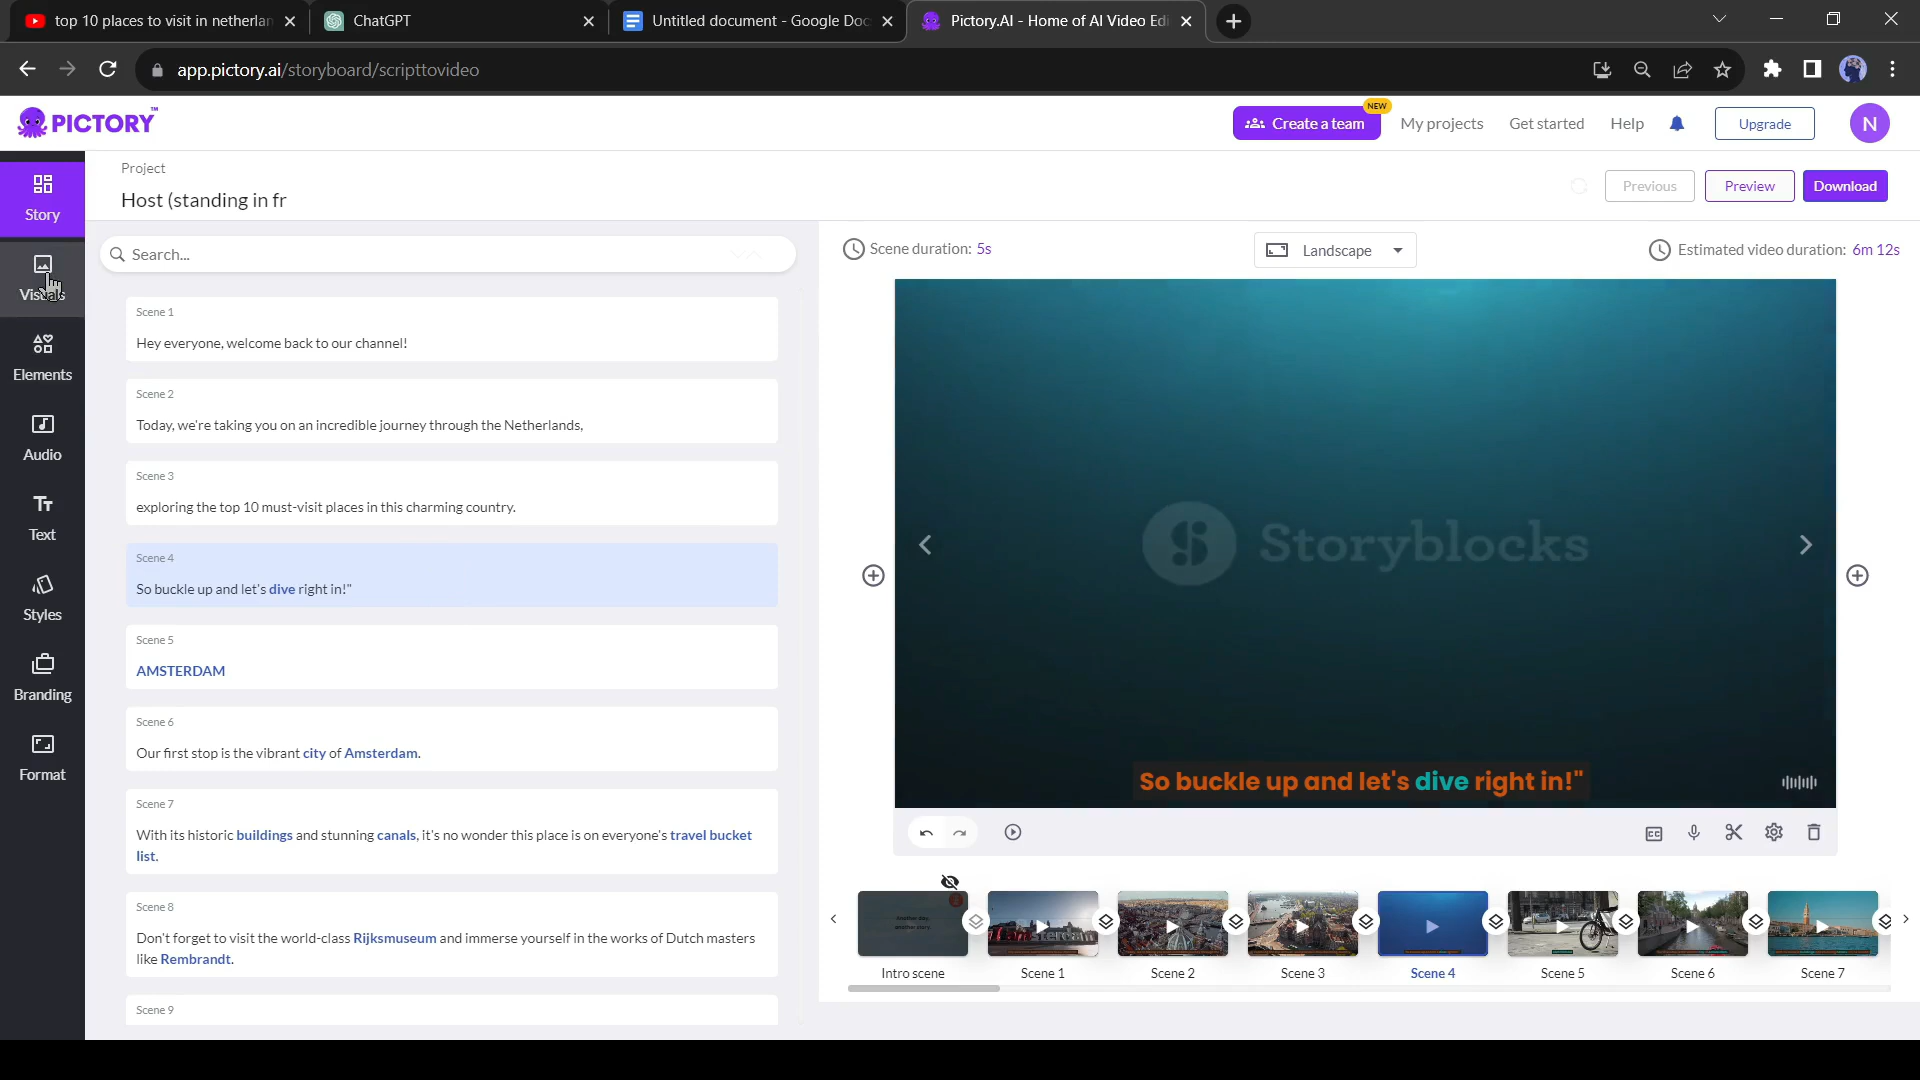 top 10 places to visit in netherlan
ChatGPT
Untitled document - Google Doc
Pictory.AI - Home of AI Video Edi
app.pictory.ai/storyboard/scripttovideo
PICTORY™
NEW
Create a team
My projects
Get started
Help
Upgrade
N
Story
Visuals
Elements
Audio
Text
Styles
Branding
Format
Project
Host (standing in fr
Previous
Preview
Download
Search...
Scene duration: 5s
Landscape
Estimated video duration: 6m 12s
Scene 1
Hey everyone, welcome back to our channel!
Scene 2
Today, we're taking you on an incredible journey through the Netherlands,
Scene 3
exploring the top 10 must-visit places in this charming country.
Scene 4
So buckle up and let's dive right in!"
Scene 5
AMSTERDAM
Scene 6
Our first stop is the vibrant city of Amsterdam.
Scene 7
With its historic buildings and stunning canals, it's no wonder this place is on everyone's travel bucket
list.
Scene 8
Don't forget to visit the world-class Rijksmuseum and immerse yourself in the works of Dutch masters
like Rembrandt.
Scene 9
Storyblocks
So buckle up and let's dive right in!"
Another day,
another story.
Intro scene
Scene 1
Scene 2
Scene 3
Scene 4
Scene 5
Scene 6
Scene 7